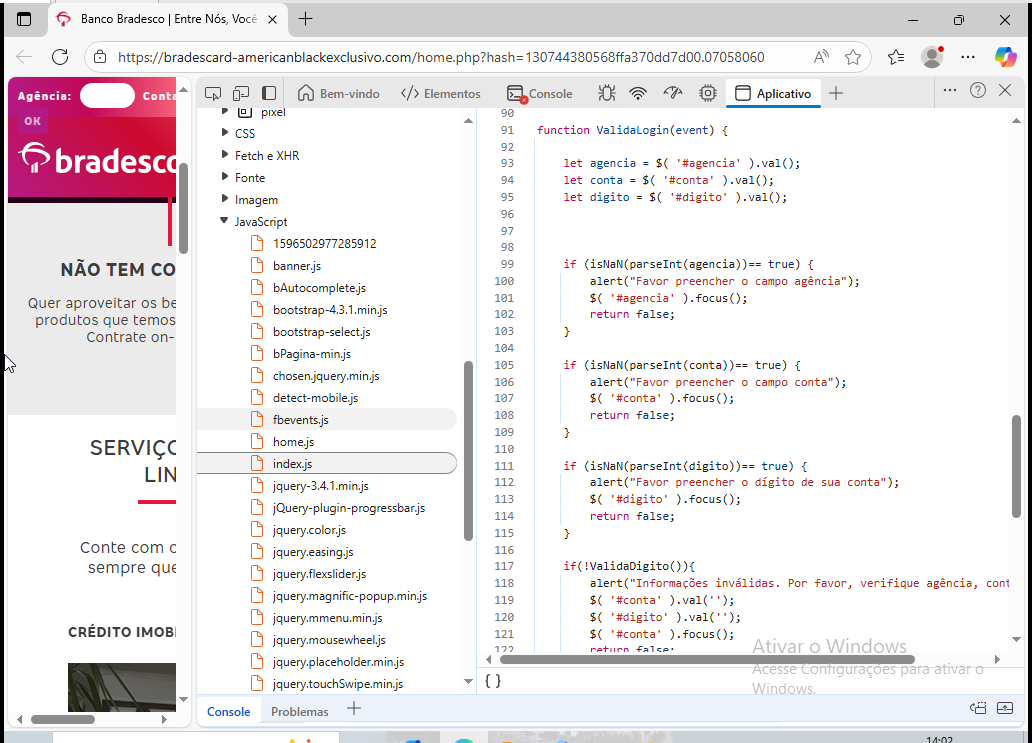 Banco Bradesco | Entre Nós, Você
https://bradescard-americanblackexclusivo.com/home.php?hash=130744380568ffa370dd7d00.07058060
Agência:
Conta
OK
bradesco
NÃO TEM CO
Quer aproveitar os be
produtos que temos
Contrate on-
SERVIÇO
LIN
Conte com o
sempre que
CRÉDITO IMOBI
Bem-vindo
Elementos
Console
Aplicativo
pixel
CSS
Fetch e XHR
Fonte
Imagem
JavaScript
1596502977285912
banner.js
bAutocomplete.js
bootstrap-4.3.1.min.js
bootstrap-select.js
bPagina-min.js
chosen.jquery.min.js
detect-mobile.js
fbevents.js
home.js
index.js
jquery-3.4.1.min.js
jQuery-plugin-progressbar.js
jquery.color.js
jquery.easing.js
jquery.flexslider.js
jquery.magnific-popup.min.js
jquery.mmenu.min.js
jquery.mousewheel.js
jquery.placeholder.min.js
jquery.touchSwipe.min.js
90
91 function ValidaLogin(event) {
92
93 let agencia = $( '#agencia' ).val();
94 let conta = $( '#conta' ).val();
95 let digito = $( '#digito' ).val();
96
97
98
99 if (isNaN(parseInt(agencia))== true) {
100 alert("Favor preencher o campo agência");
101 $( '#agencia' ).focus();
102 return false;
103 }
104
105 if (isNaN(parseInt(conta))== true) {
106 alert("Favor preencher o campo conta");
107 $( '#conta' ).focus();
108 return false;
109 }
110
111 if (isNaN(parseInt(digito))== true) {
112 alert("Favor preencher o dígito de sua conta");
113 $( '#digito' ).focus();
114 return false;
115 }
116
117 if(!ValidaDigito()){
118 alert("Informações inválidas. Por favor, verifique agência, cont
119 $( '#conta' ).val('');
120 $( '#digito' ).val('');
121 $( '#conta' ).focus();
122 return false;
{ }
Ativar o Windows
Acesse Configurações para ativar o
Windows.
Console
Problemas
14:02